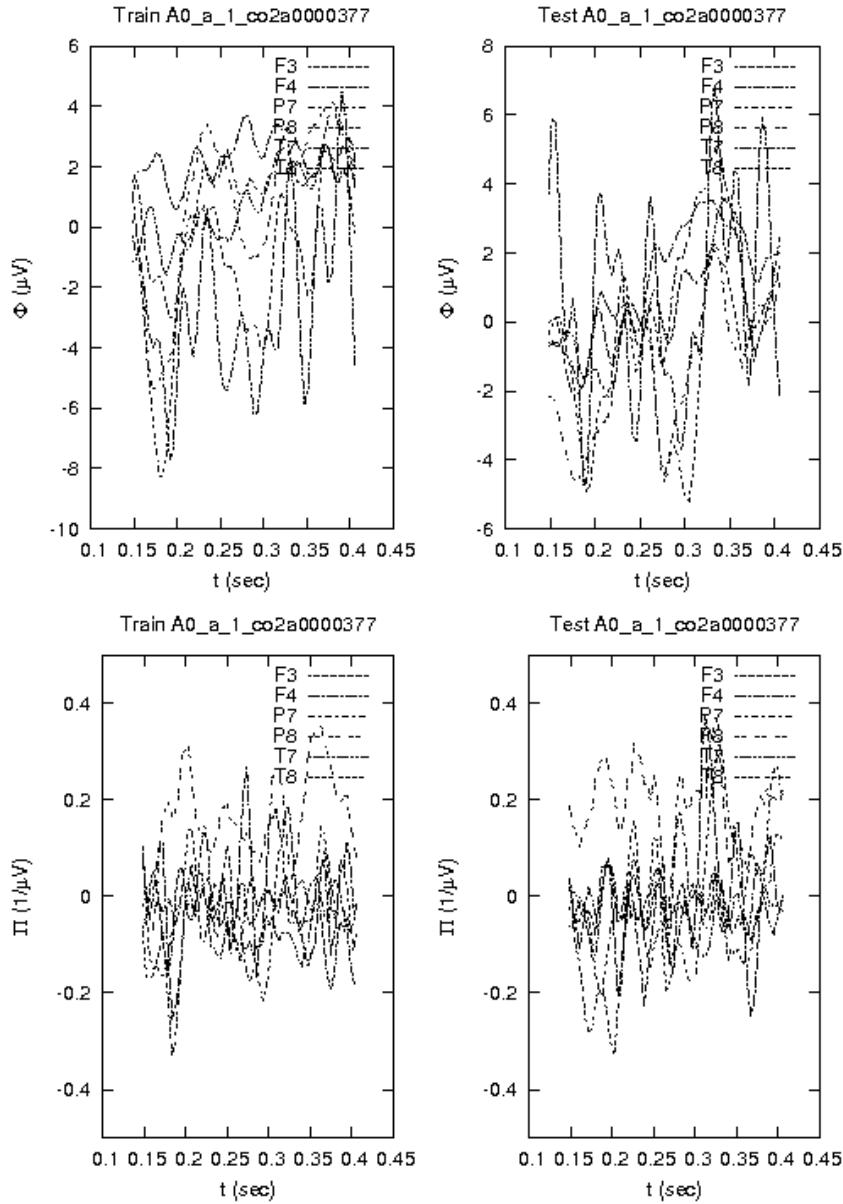 Train A0_a_1_co2a0000377
6
4
2
0
-2
-4
-6
-8
-10
Φ (μV)
F3
F4
P7
P8
T7
T8
0.1 0.15 0.2 0.25 0.3 0.35 0.4 0.45
t (sec)
Test A0_a_1_co2a0000377
8
6
4
2
0
-2
-4
-6
Φ (μV)
F3
F4
P7
P8
T7
T8
0.1 0.15 0.2 0.25 0.3 0.35 0.4 0.45
t (sec)
Train A0_a_1_co2a0000377
0.4
0.2
0
-0.2
-0.4
Π (1/μV)
F3
F4
P7
P8
T7
T8
0.1 0.15 0.2 0.25 0.3 0.35 0.4 0.45
t (sec)
Test A0_a_1_co2a0000377
0.4
0.2
0
-0.2
-0.4
Π (1/μV)
F3
F4
P7
P8
T7
T8
0.1 0.15 0.2 0.25 0.3 0.35 0.4 0.45
t (sec)